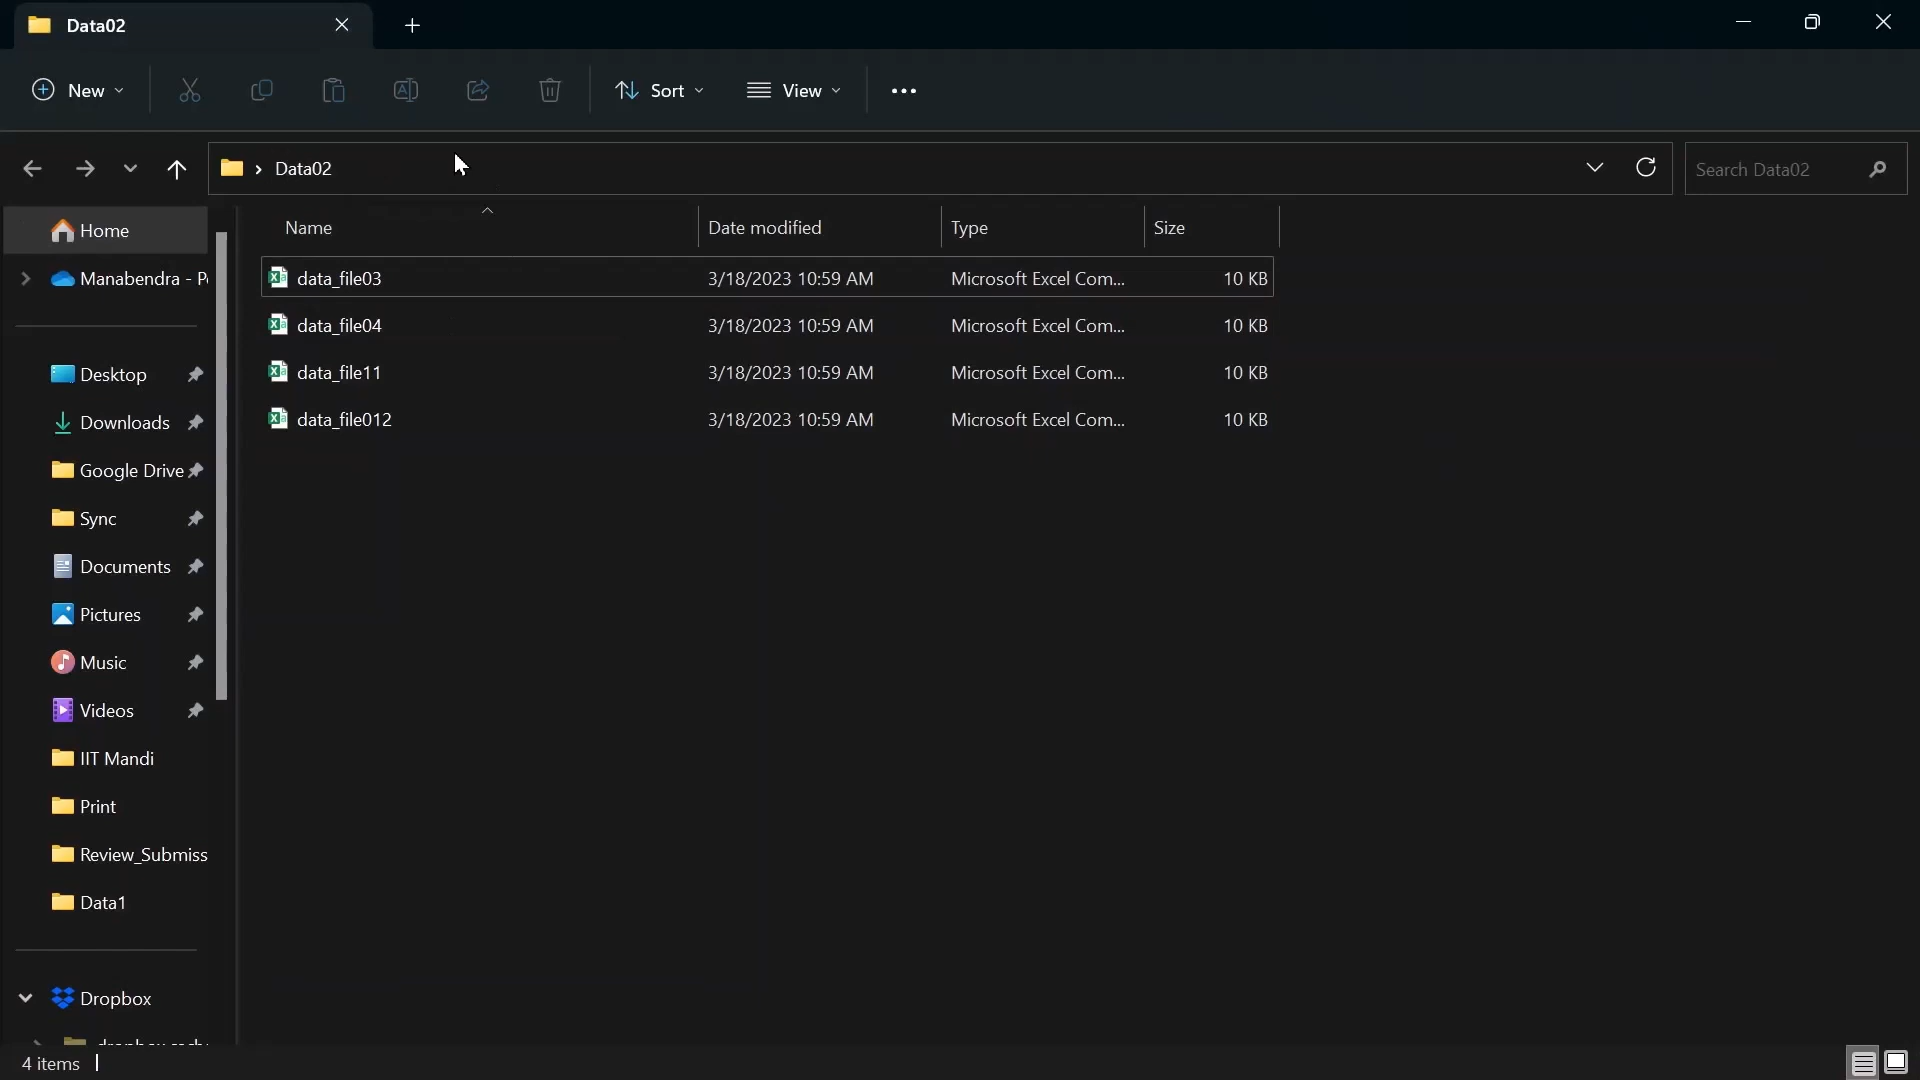 Data02
New
Sort
View
Data02
Search Data02
Home
Manabendra - Pe
Desktop
Downloads
Google Drive
Sync
Documents
Pictures
Music
Videos
IIT Mandi
Print
Review_Submiss
Data1
Dropbox
Name Date modified Type Size
data_file03 3/18/2023 10:59 AM Microsoft Excel Com... 10 KB
data_file04 3/18/2023 10:59 AM Microsoft Excel Com... 10 KB
data_file11 3/18/2023 10:59 AM Microsoft Excel Com... 10 KB
data_file012 3/18/2023 10:59 AM Microsoft Excel Com... 10 KB
4 items